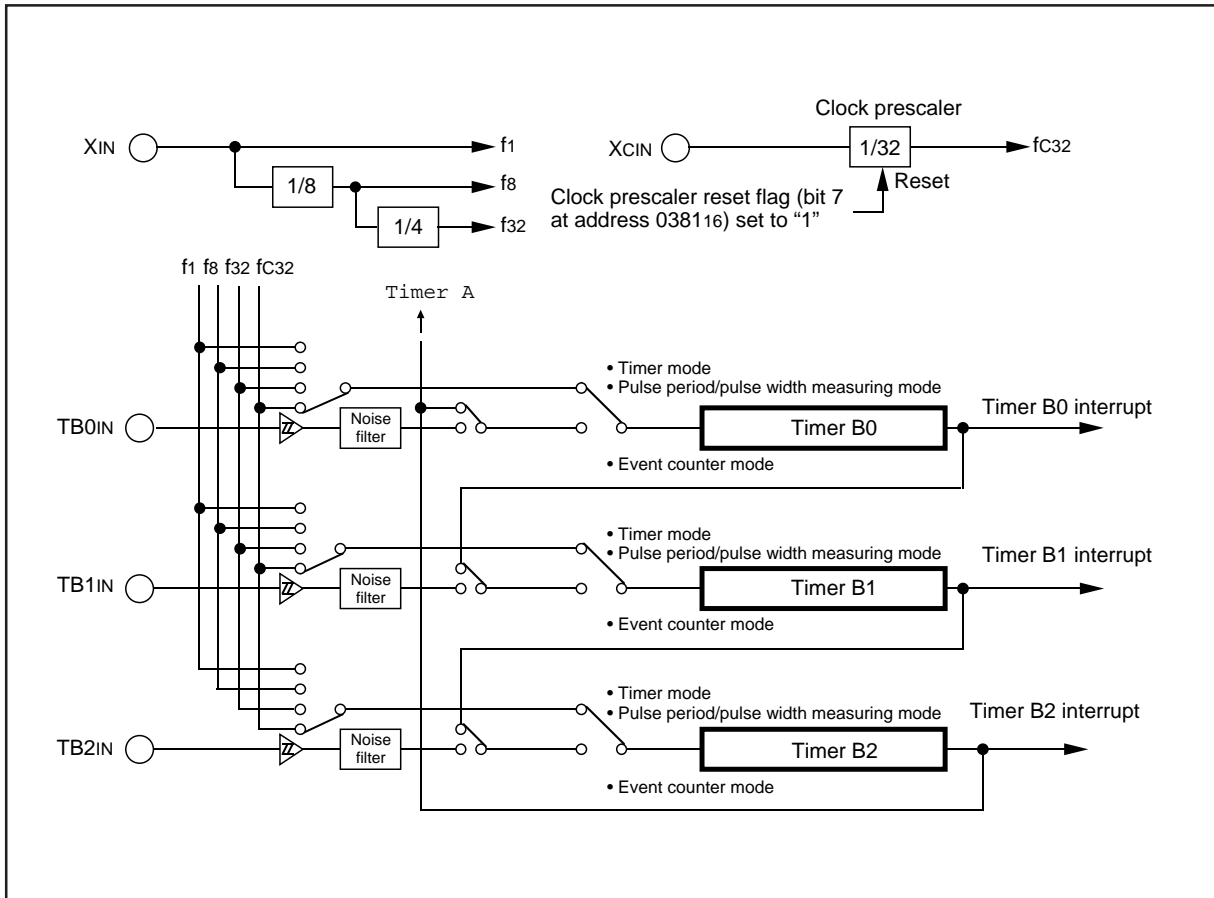 Clock prescaler
XIN
f1
XCIN
1/32
fC32
1/8
f8
Reset
Clock prescaler reset flag (bit 7
at address 038116) set to “1”
1/4
f32
f1 f8 f32 fC32
Timer A
• Timer mode
• Pulse period/pulse width measuring mode
TB0IN
Noise
filter
Timer B0
Timer B0 interrupt
• Event counter mode
• Timer mode
• Pulse period/pulse width measuring mode
TB1IN
Noise
filter
Timer B1
Timer B1 interrupt
• Event counter mode
• Timer mode
• Pulse period/pulse width measuring mode
TB2IN
Noise
filter
Timer B2
Timer B2 interrupt
• Event counter mode